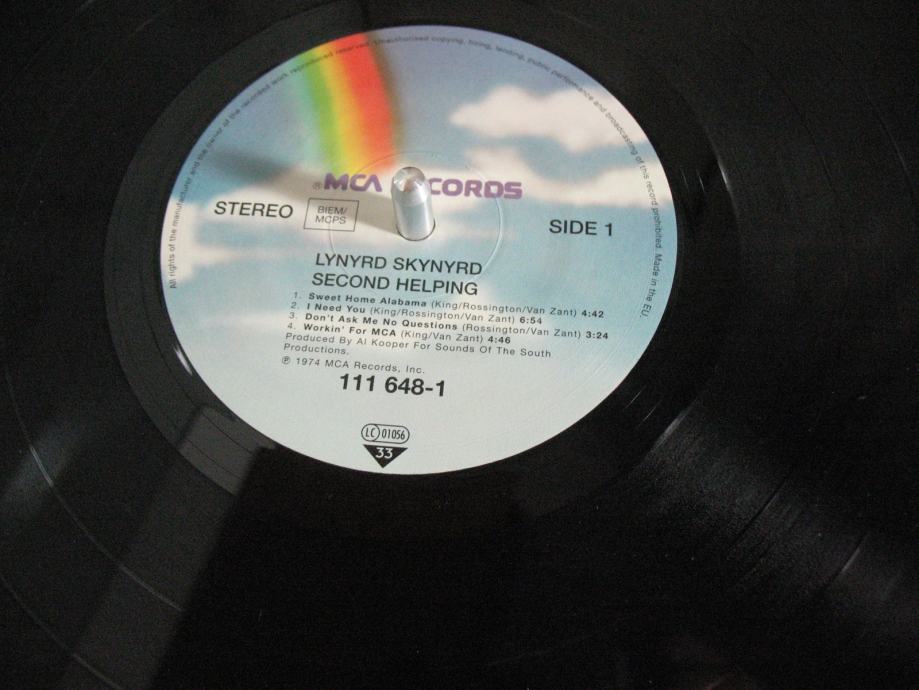 All rights of the manufacturer and the owner of the recorded work reproduced reserved. Unauthorised copying, hiring, lending, public performance and broadcasting of this record prohibited. Made in the EU.
®MCA CORDS
STEREO
BIEM/
MCPS
SIDE 1
LYNYRD SKYNYRD
SECOND HELPING
1. Sweet Home Alabama (King/Rossington/Van Zant) 4:42
2. I Need You (King/Rossington/Van Zant) 6:54
3. Don't Ask Me No Questions (Rossington/Van Zant) 3:24
4. Workin' For MCA (King/Van Zant) 4:46
Produced By Al Kooper For Sounds Of The South
Productions.
℗ 1974 MCA Records, Inc.
111 648-1
LC 01056
33